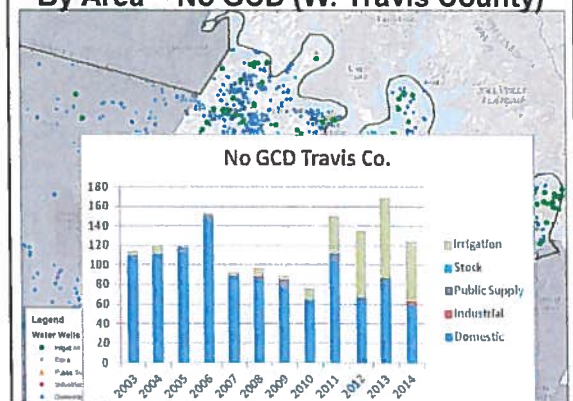 By Area - No GCD (W. Travis County)
No GCD Travis Co.
180
160
140
120
100
80
60
40
20
0
2003
2004
2005
2006
2007
2008
2009
2010
2011
2012
2013
2014
Irrigation
Stock
Public Supply
Industrial
Domestic
Legend
Water Wells